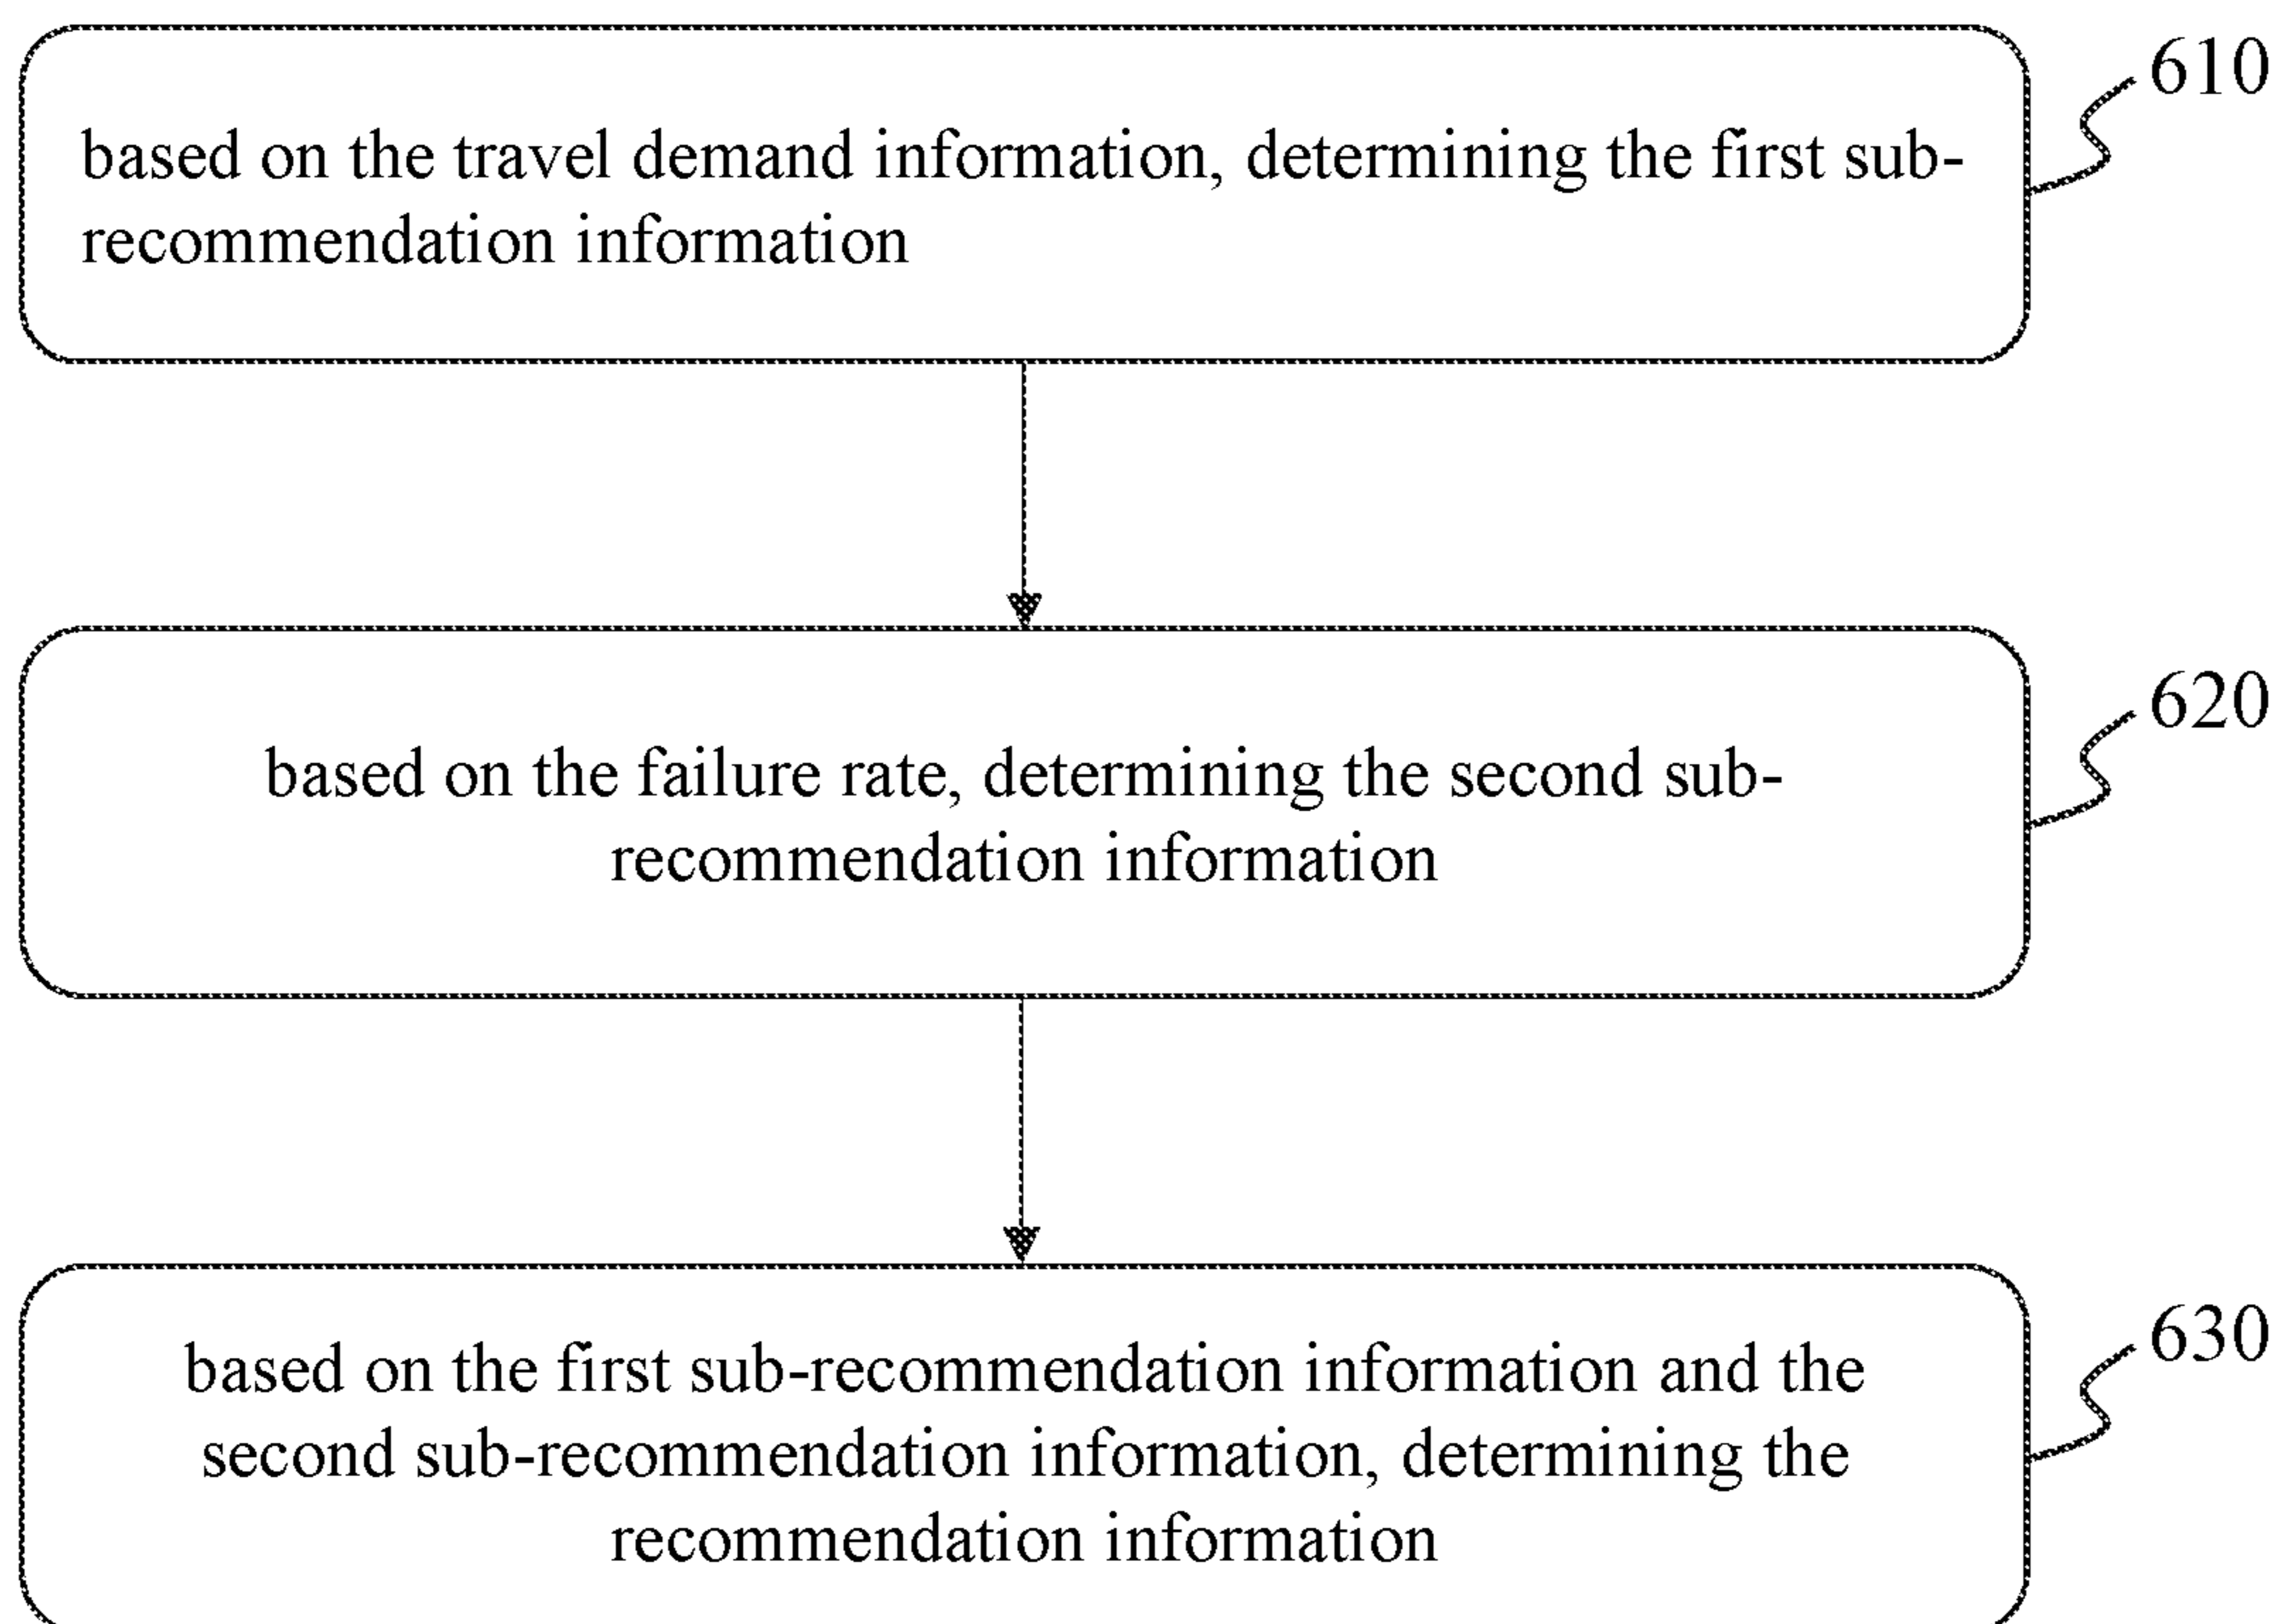 based on the travel demand information, determining the first sub-
recommendation information
610
based on the failure rate, determining the second sub-
recommendation information
620
based on the first sub-recommendation information and the
second sub-recommendation information, determining the
recommendation information
630